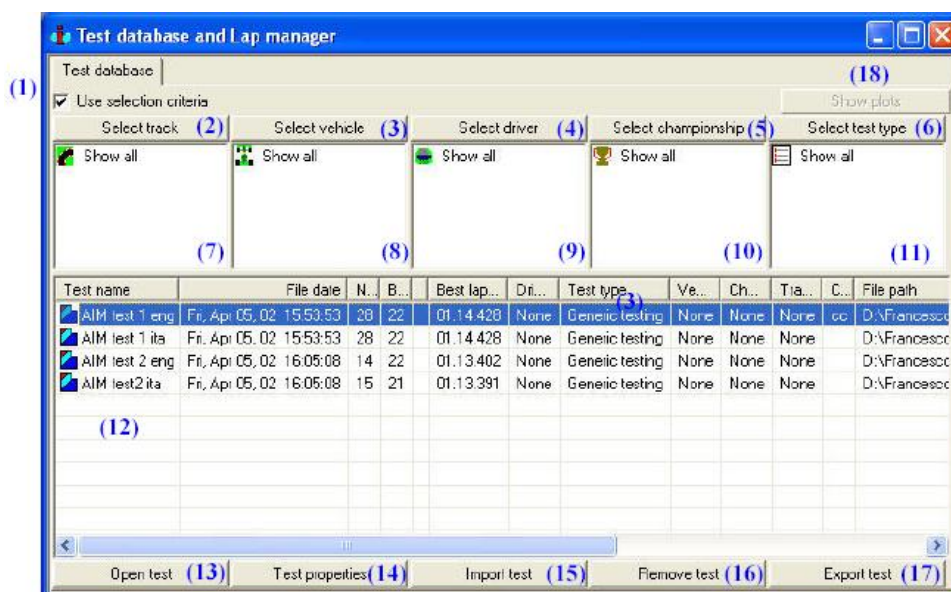 Test database and Lap manager
Test database
(18)
(1)
Use selection criteria
Show plots
Select track (2) Select vehicle (3) Select driver (4) Select championship (5) Select test type (6)
Show all Show all Show all Show all Show all
(7) (8) (9) (10) (11)
Test name File date N... B... Best lap... Dri... Test type Ve... Ch... Tra... C... File path
(3)
AIM test 1 eng Fri, Apr 05, 02 15:53:53 28 22 01.14.428 None Generic testing None None None cc D:\Francesco
AIM test 1 ita Fri, Apr 05, 02 15:53:53 28 22 01.14.428 None Generic testing None None None D:\Francesco
AIM test 2 eng Fri, Apr 05, 02 16:05:08 14 22 01.13.402 None Generic testing None None None D:\Francesco
AIM test2 ita Fri, Apr 05, 02 16:05:08 15 21 01.13.391 None Generic testing None None None D:\Francesco
(12)
Open test (13) Test properties (14) Import test (15) Remove test (16) Export test (17)